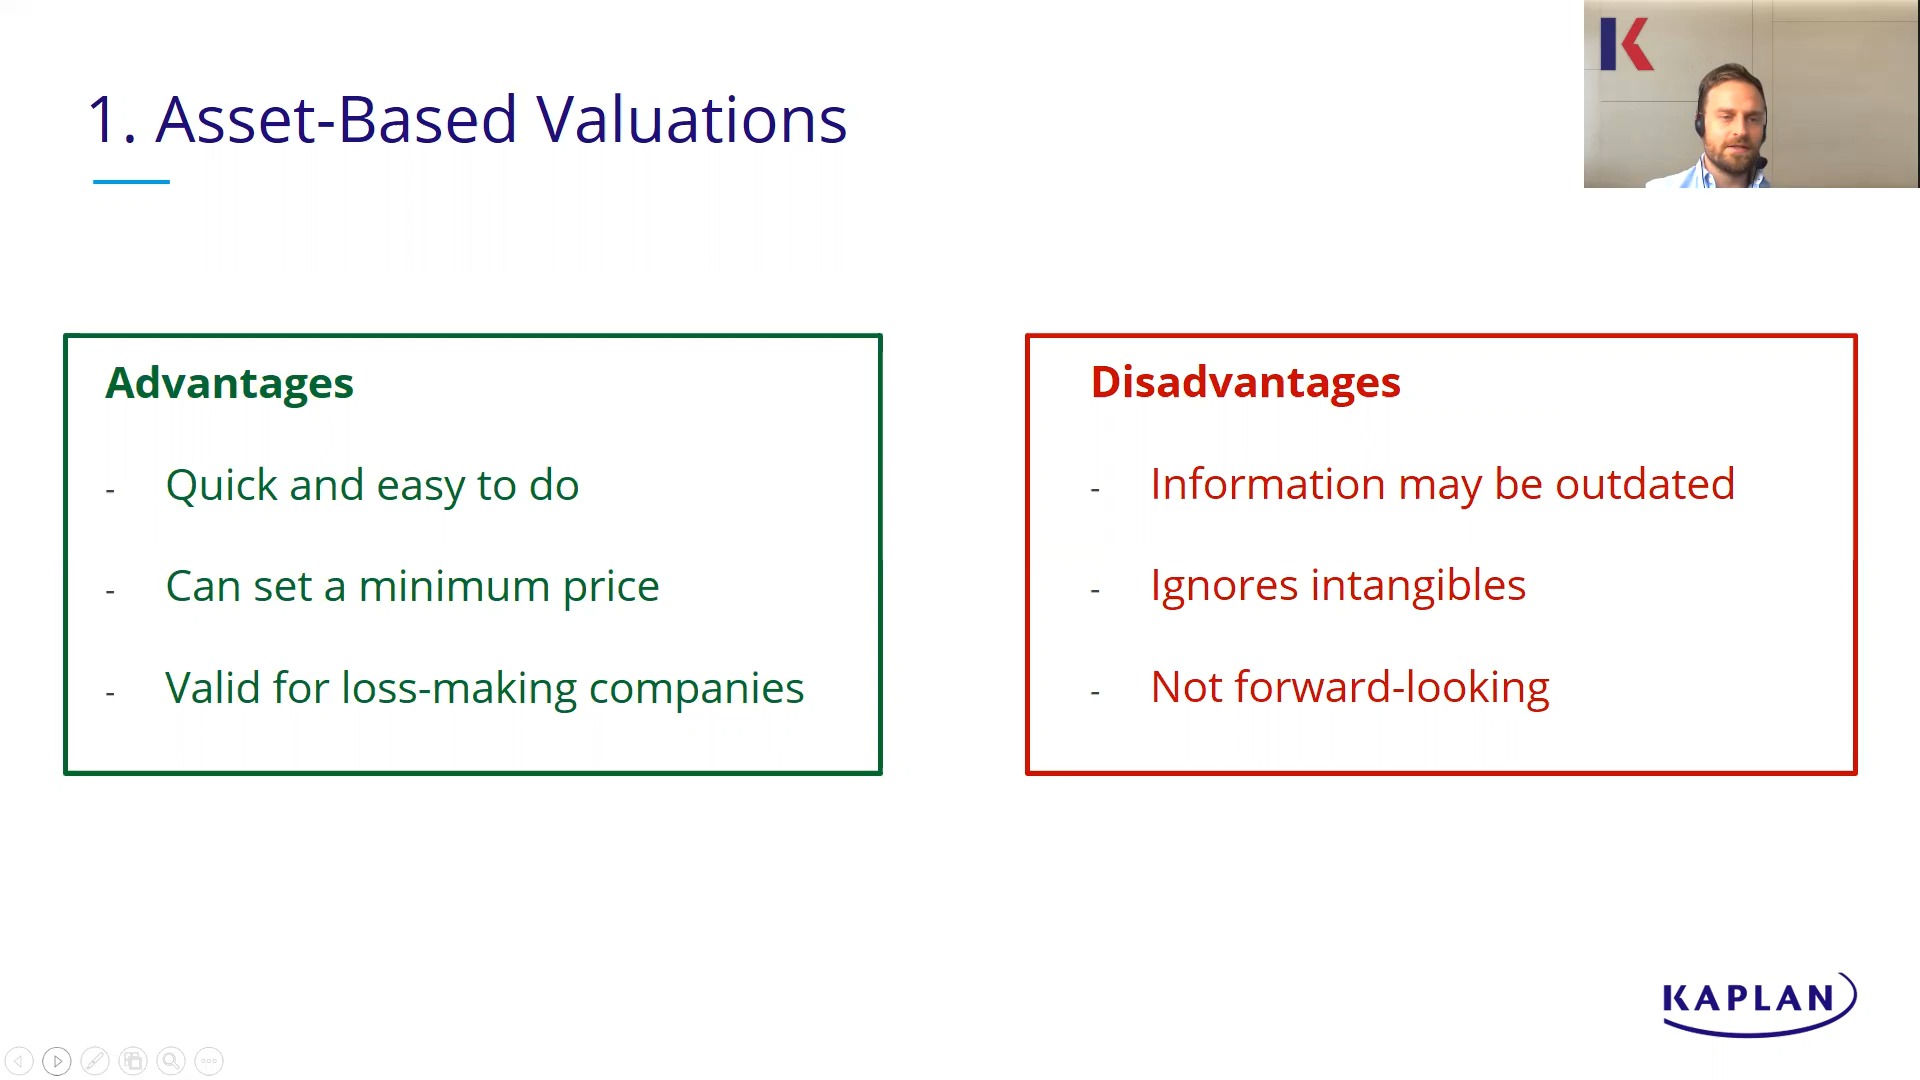 1. Asset-Based Valuations
Advantages
- Quick and easy to do
- Can set a minimum price
- Valid for loss-making companies
Disadvantages
- Information may be outdated
- Ignores intangibles
- Not forward-looking
K
KAPLAN